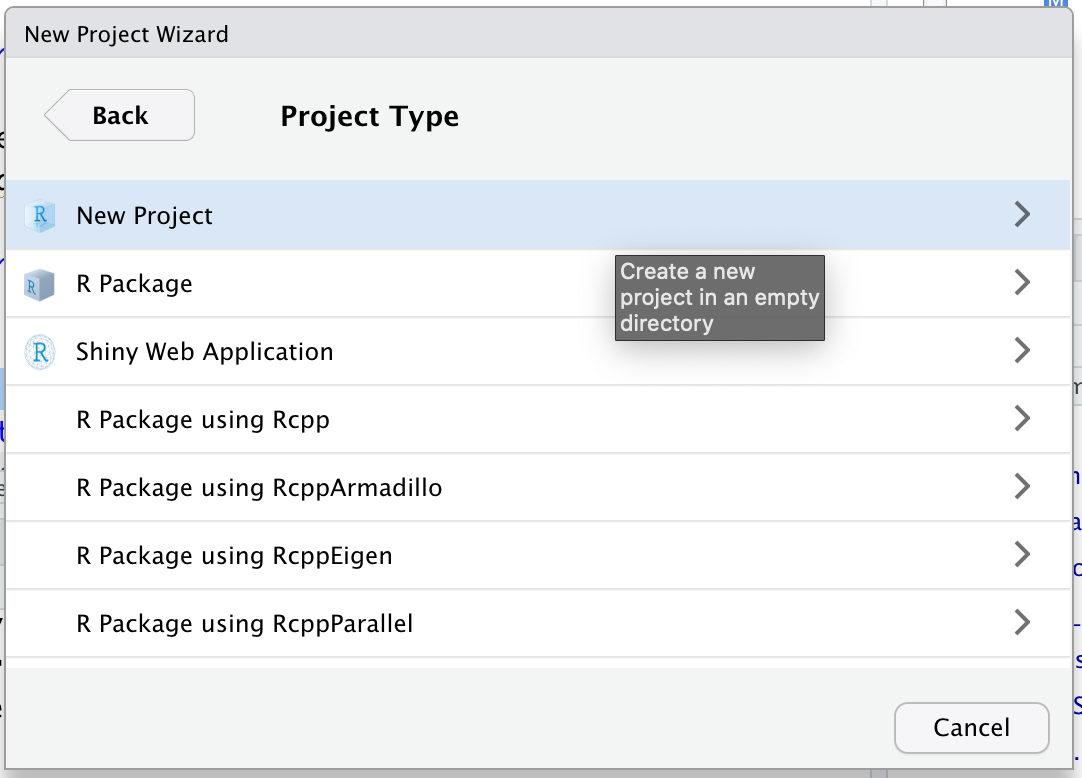 New Project Wizard
Back
Project Type
R New Project
R R Package
Create a new
project in an empty
directory
R Shiny Web Application
R Package using Rcpp
R Package using RcppArmadillo
R Package using RcppEigen
R Package using RcppParallel
Cancel